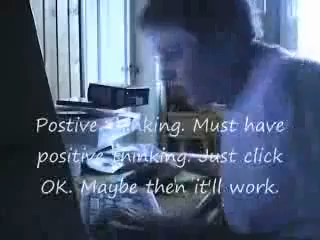 Postive thinking. Must have
positive thinking. Just click
OK. Maybe then it'll work.